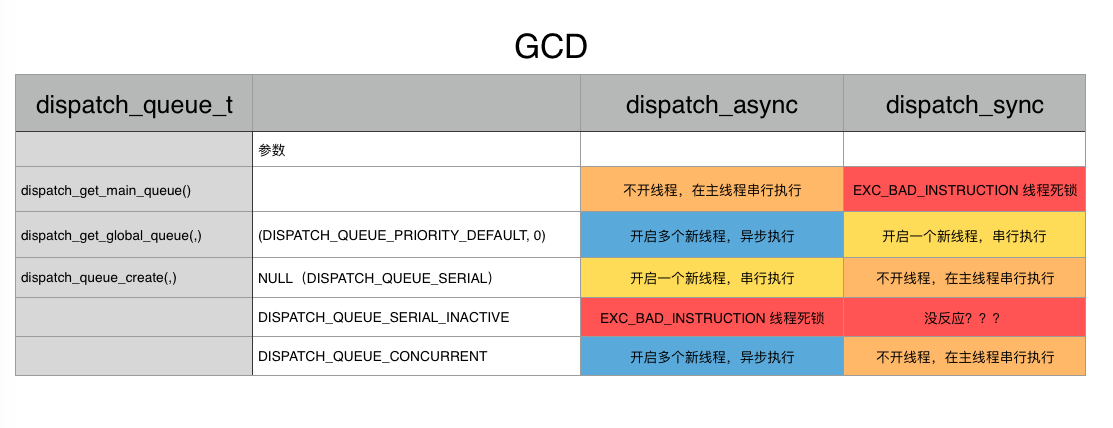 GCD
dispatch_queue_t dispatch_async dispatch_sync
参数
dispatch_get_main_queue() 不开线程，在主线程串行执行 EXC_BAD_INSTRUCTION 线程死锁
dispatch_get_global_queue(,) (DISPATCH_QUEUE_PRIORITY_DEFAULT, 0) 开启多个新线程，异步执行 开启一个新线程，串行执行
dispatch_queue_create(,) NULL（DISPATCH_QUEUE_SERIAL） 开启一个新线程，串行执行 不开线程，在主线程串行执行
DISPATCH_QUEUE_SERIAL_INACTIVE EXC_BAD_INSTRUCTION 线程死锁 没反应？？？
DISPATCH_QUEUE_CONCURRENT 开启多个新线程，异步执行 不开线程，在主线程串行执行